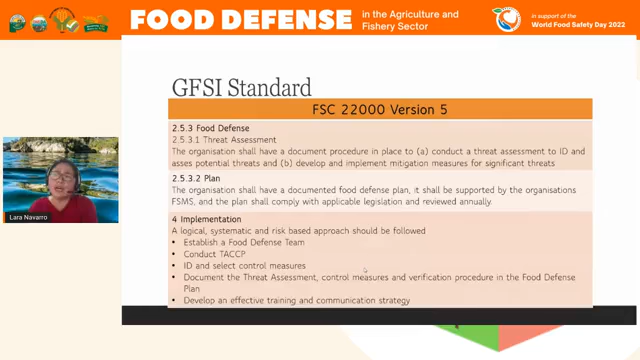 FOOD DEFENSE
in the Agriculture and
Fishery Sector
in support of the
World Food Safety Day 2022
GFSI Standard
FSC 22000 Version 5
2.5.3 Food Defense
2.5.3.1 Threat Assessment
The organisation shall have a document procedure in place to (a) conduct a threat assessment to ID and
asses potential threats and (b) develop and implement mitigation measures for significant threats
2.5.3.2 Plan
The organisation shall have a documented food defense plan, it shall be supported by the organisations
FSMS, and the plan shall comply with applicable legislation and reviewed annually.
4 Implementation
A logical, systematic and risk based approach should be followed
• Establish a Food Defense Team
• Conduct TACCP
• ID and select control measures
• Document the Threat Assessment, control measures and verification procedure in the Food Defense
Plan
• Develop an effective training and communication strategy
Lara Navarro